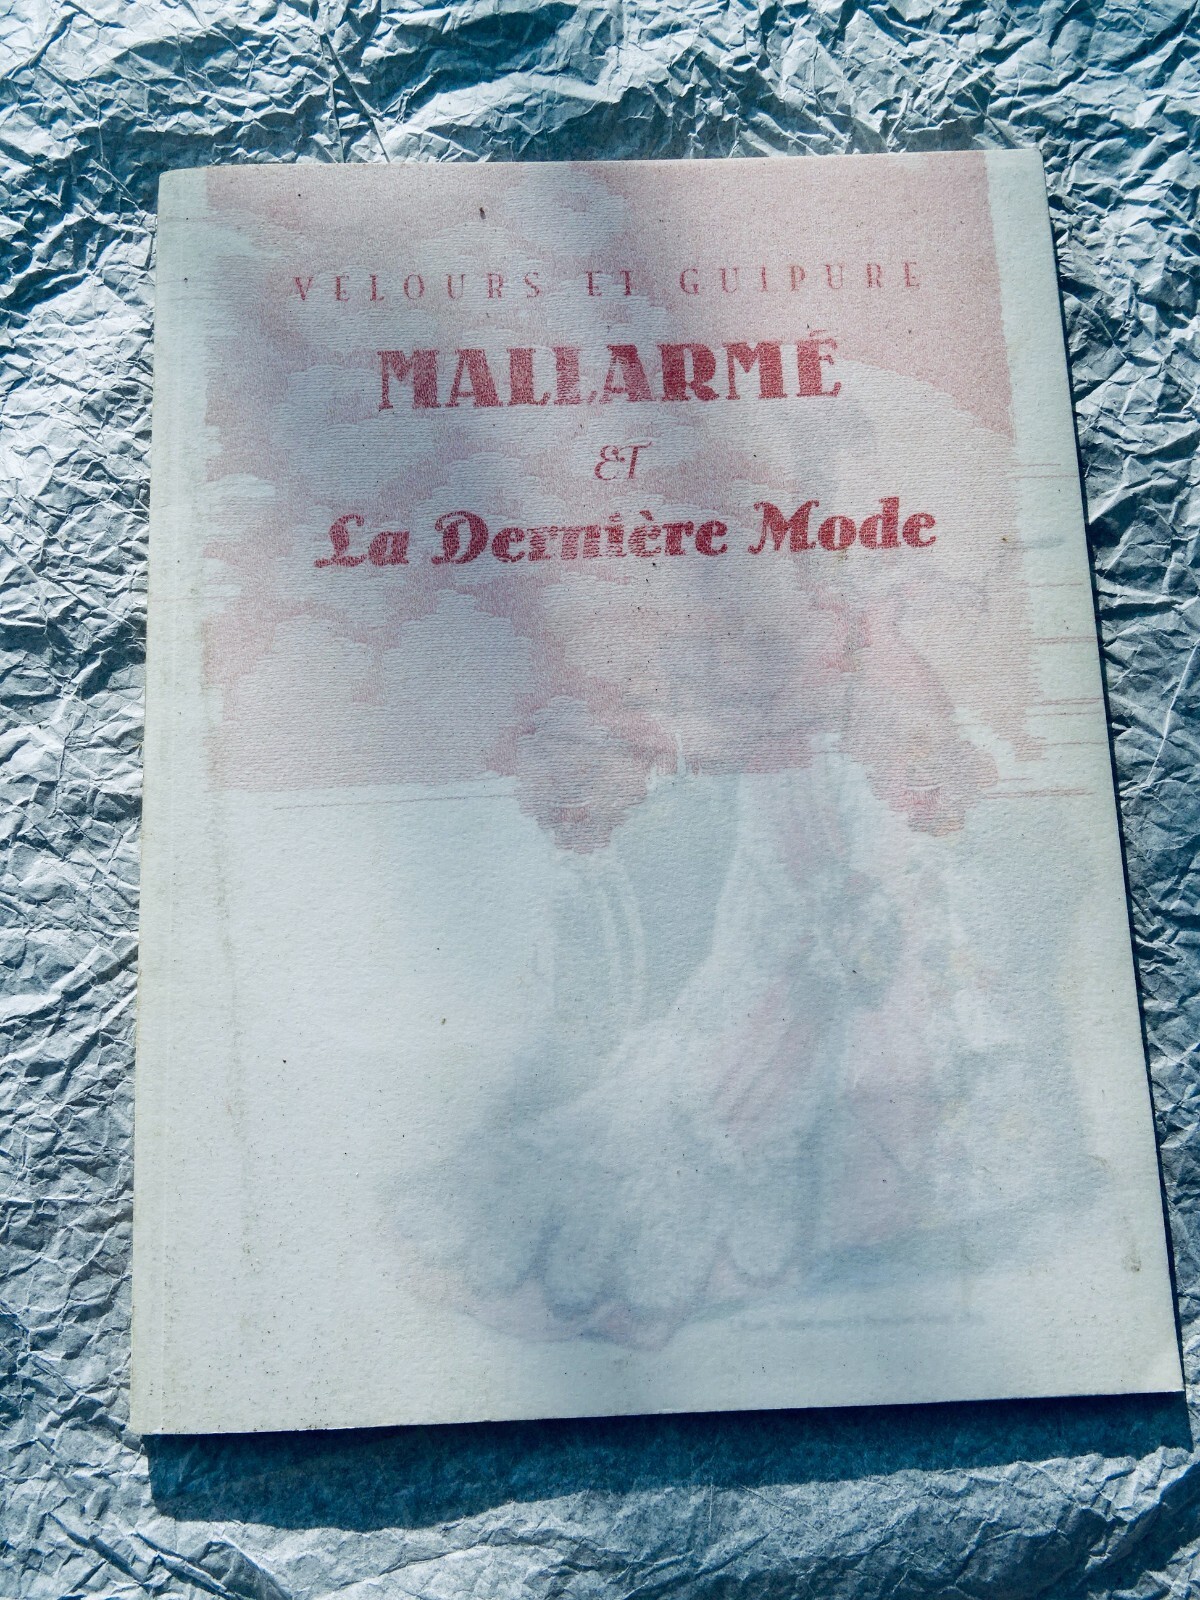 VELOURS ET GUIPURE
MALLARMÉ
ET
La Dernière Mode